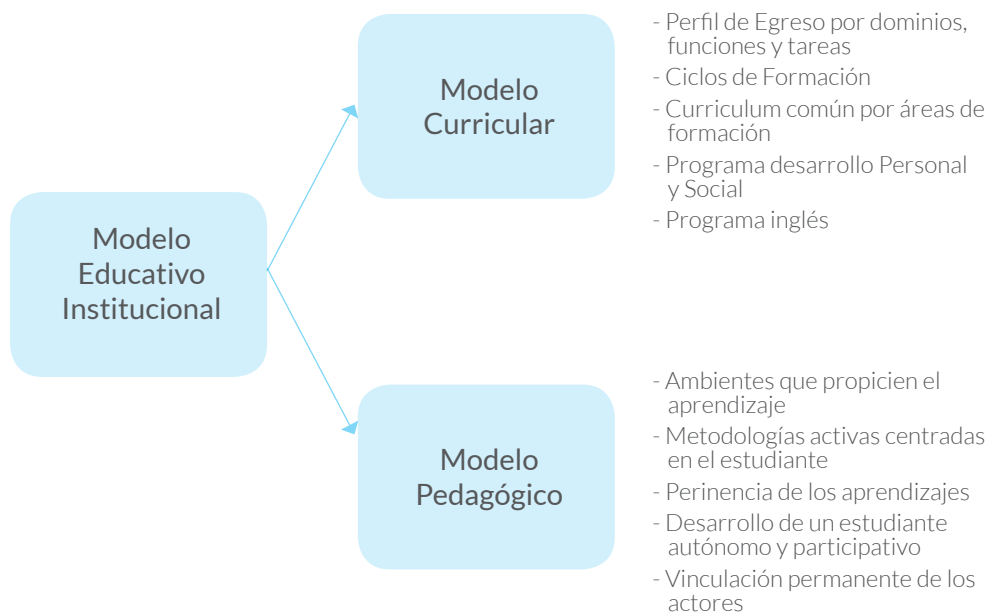 Modelo
Educativo
Institucional
Modelo
Curricular
- Perfil de Egreso por dominios,
funciones y tareas
- Ciclos de Formación
- Curriculum común por áreas de
formación
- Programa desarrollo Personal
y Social
- Programa inglés
Modelo
Pedagógico
- Ambientes que propicien el
aprendizaje
- Metodologías activas centradas
en el estudiante
- Perinencia de los aprendizajes
- Desarrollo de un estudiante
autónomo y participativo
- Vinculación permanente de los
actores